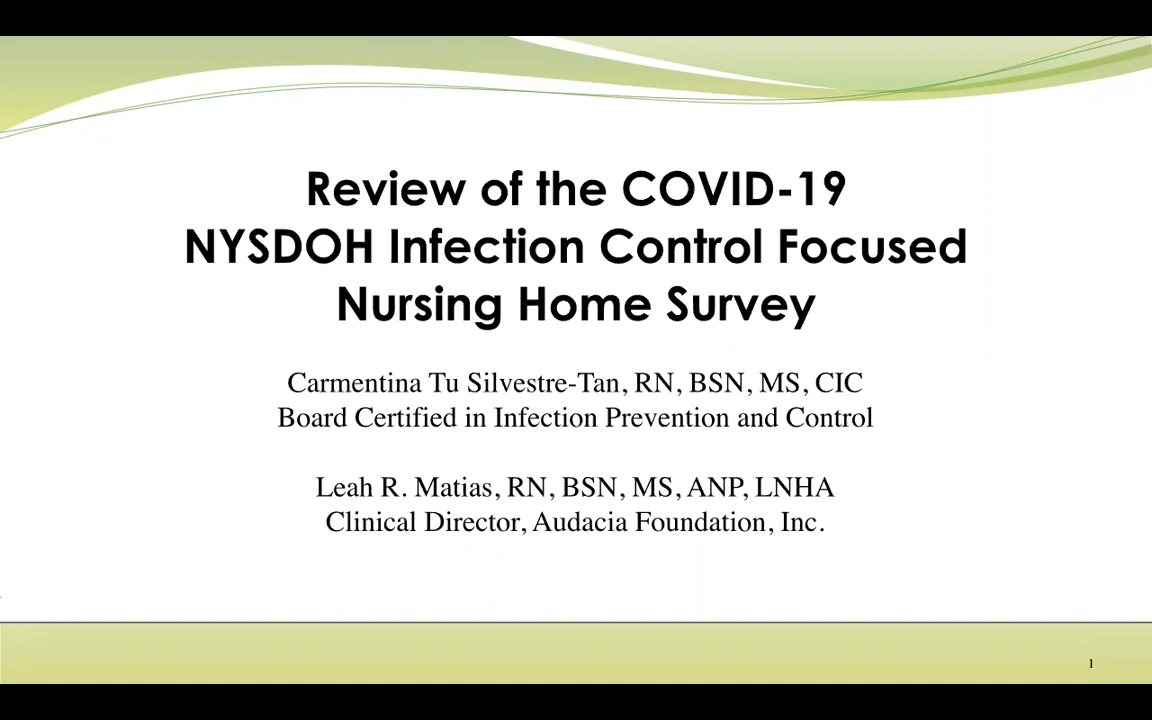 Review of the COVID-19
NYSDOH Infection Control Focused
Nursing Home Survey
Carmentina Tu Silvestre-Tan, RN, BSN, MS, CIC
Board Certified in Infection Prevention and Control
Leah R. Matias, RN, BSN, MS, ANP, LNHA
Clinical Director, Audacia Foundation, Inc.
1